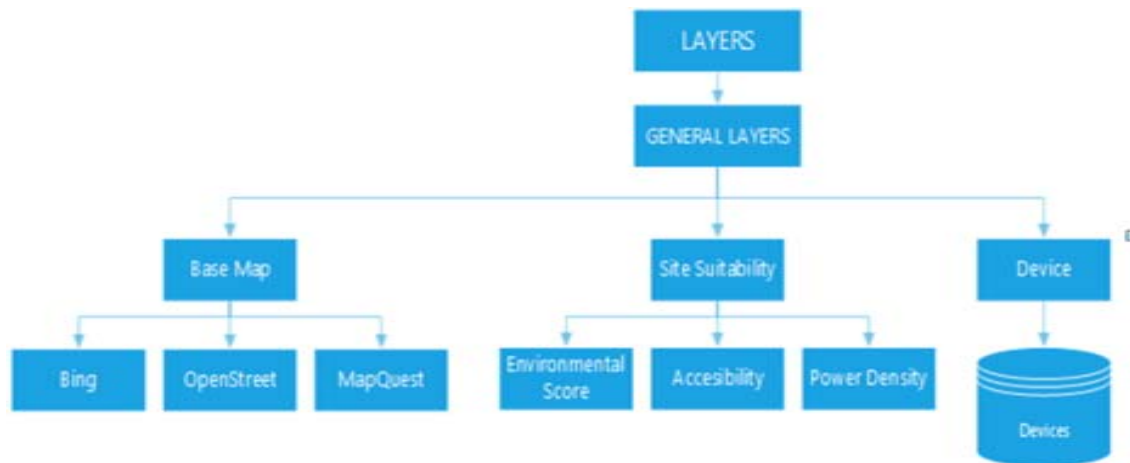 LAYERS
GENERAL LAYERS
Base Map
Site Suitability
Device
Bing
OpenStreet
MapQuest
Environmental
Score
Accesibility
Power Density
Devices